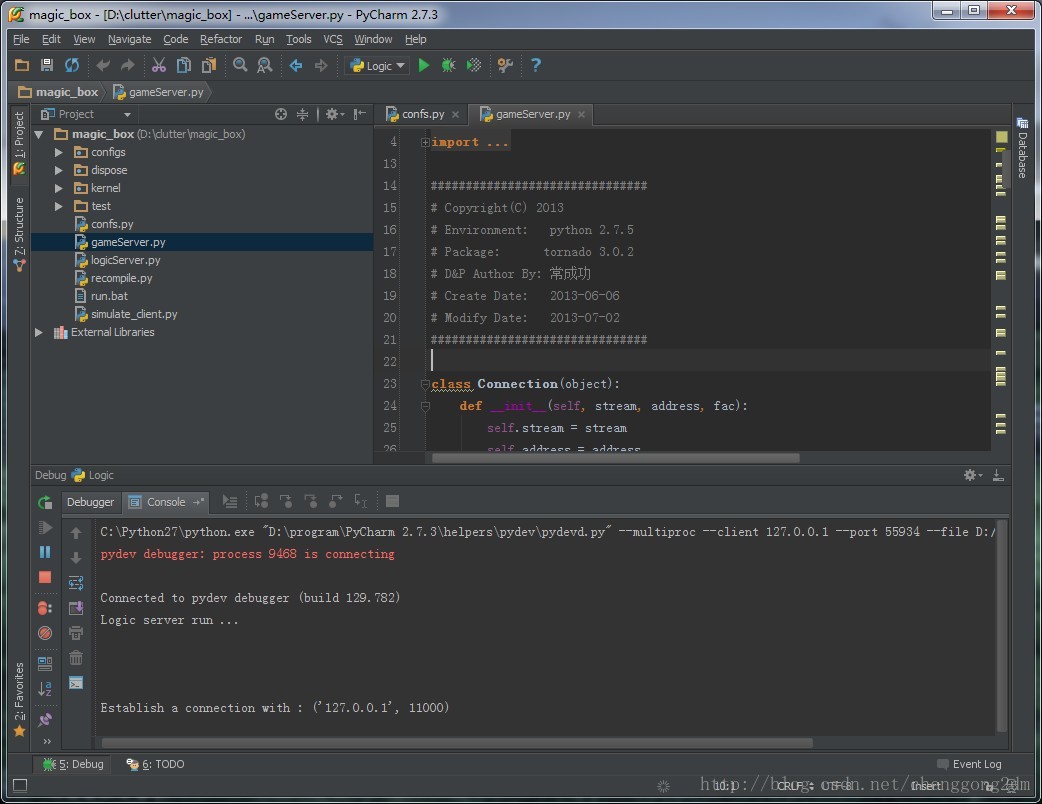 magic_box - [D:\clutter\magic_box] - ...\gameServer.py - PyCharm 2.7.3
File Edit View Navigate Code Refactor Run Tools VCS Window Help
Logic
magic_box gameServer.py
1: Project
Z: Structure
2: Favorites
Project
magic_box (D:\clutter\magic_box)
configs
dispose
kernel
test
confs.py
gameServer.py
logicServer.py
recompile.py
run.bat
simulate_client.py
External Libraries
confs.py gameServer.py
4 import ...
13
14 ###############################
15 # Copyright(C) 2013
16 # Environment: python 2.7.5
17 # Package: tornado 3.0.2
18 # D&P Author By: 常成功
19 # Create Date: 2013-06-06
20 # Modify Date: 2013-07-02
21 ###############################
22
23 class Connection(object):
24 def __init__(self, stream, address, fac):
25 self.stream = stream
26 self.address = address
Database
Debug Logic
Debugger Console
C:\Python27\python.exe "D:\program\PyCharm 2.7.3\helpers\pydev\pydevd.py" --multiproc --client 127.0.0.1 --port 55934 --file D:/
pydev debugger: process 9468 is connecting
Connected to pydev debugger (build 129.782)
Logic server run ...
Establish a connection with : ('127.0.0.1', 11000)
5: Debug 6: TODO Event Log
CRLF UTF-8 Insert